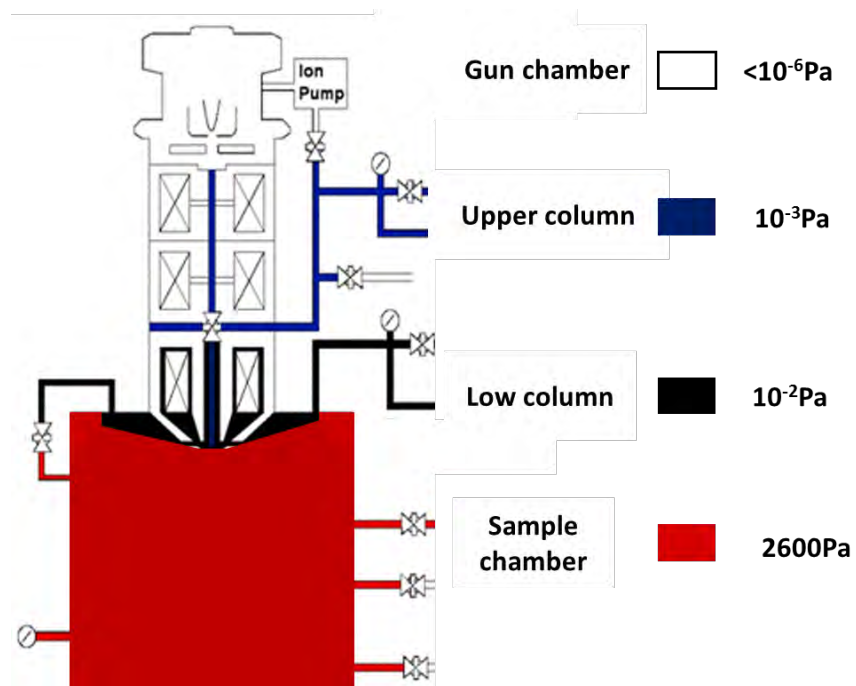 Ion
Pump
Gun chamber
<10⁻⁶Pa
Upper column
10⁻³Pa
Low column
10⁻²Pa
Sample
chamber
2600Pa